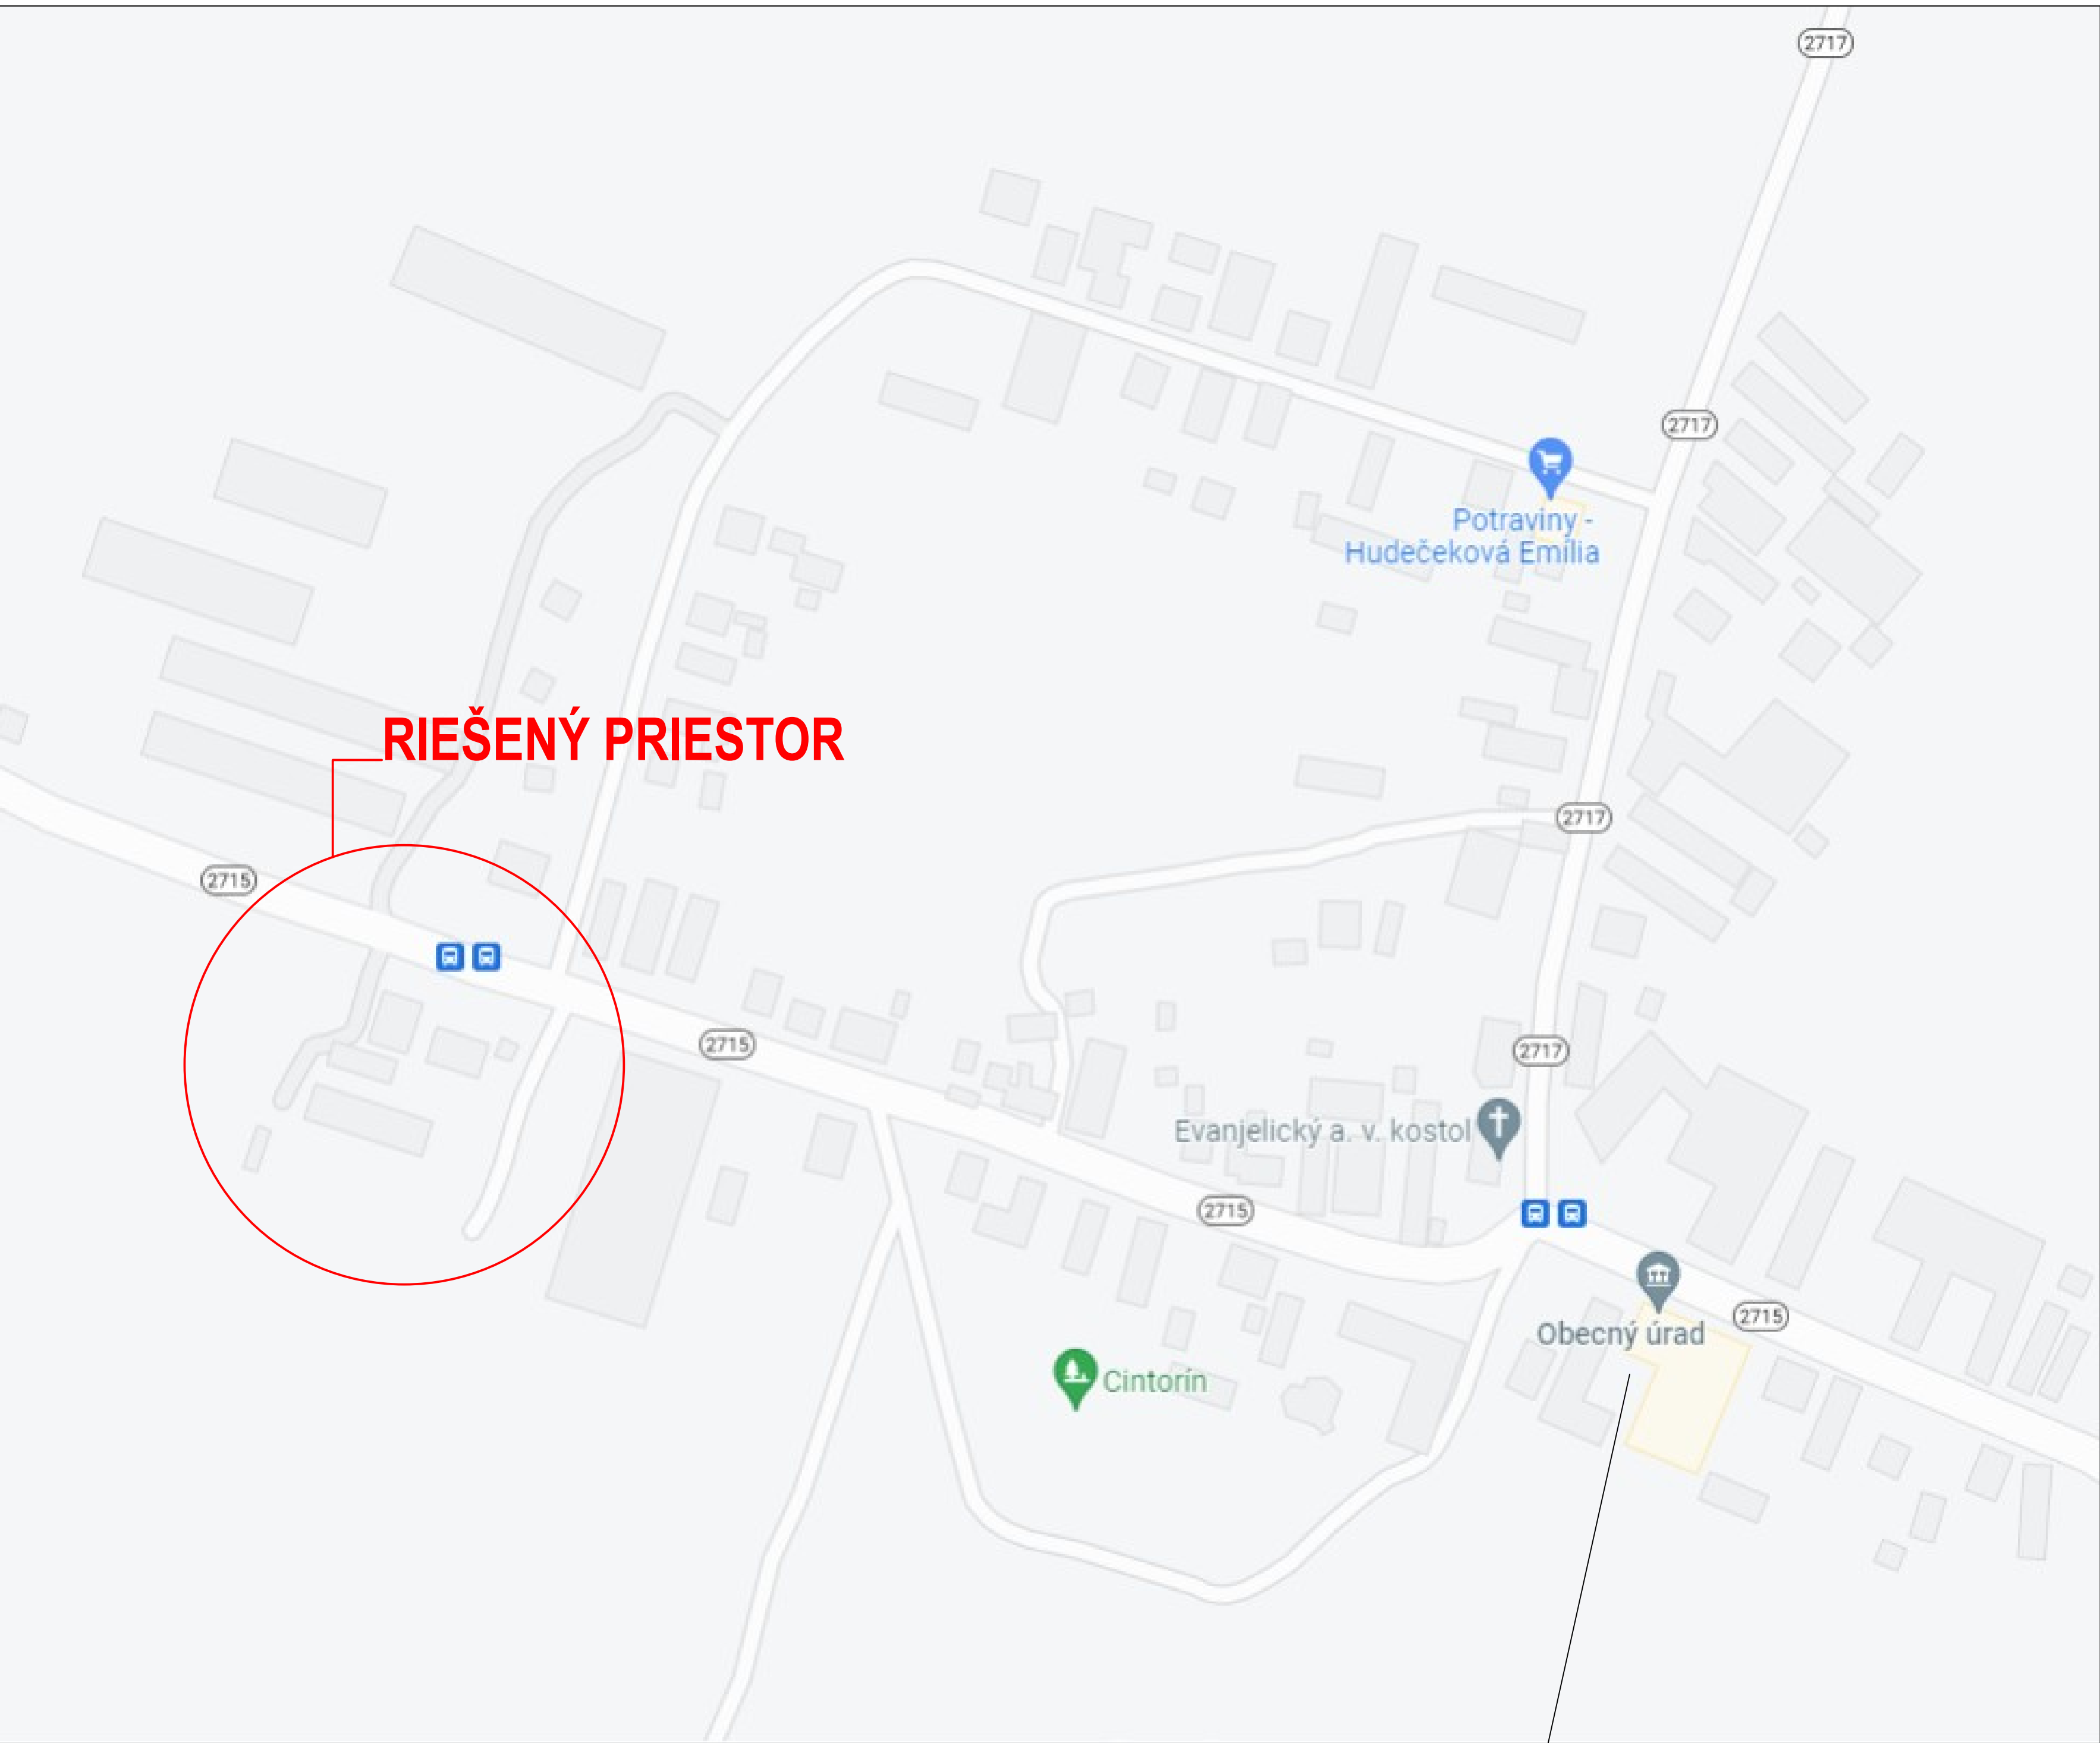 2717
2717
Potraviny -
Hudečeková Emília
RIEŠENÝ PRIESTOR
2717
2715
2715
2717
Evanjelický a. v. kostol
2715
Obecný úrad
2715
Cintorín